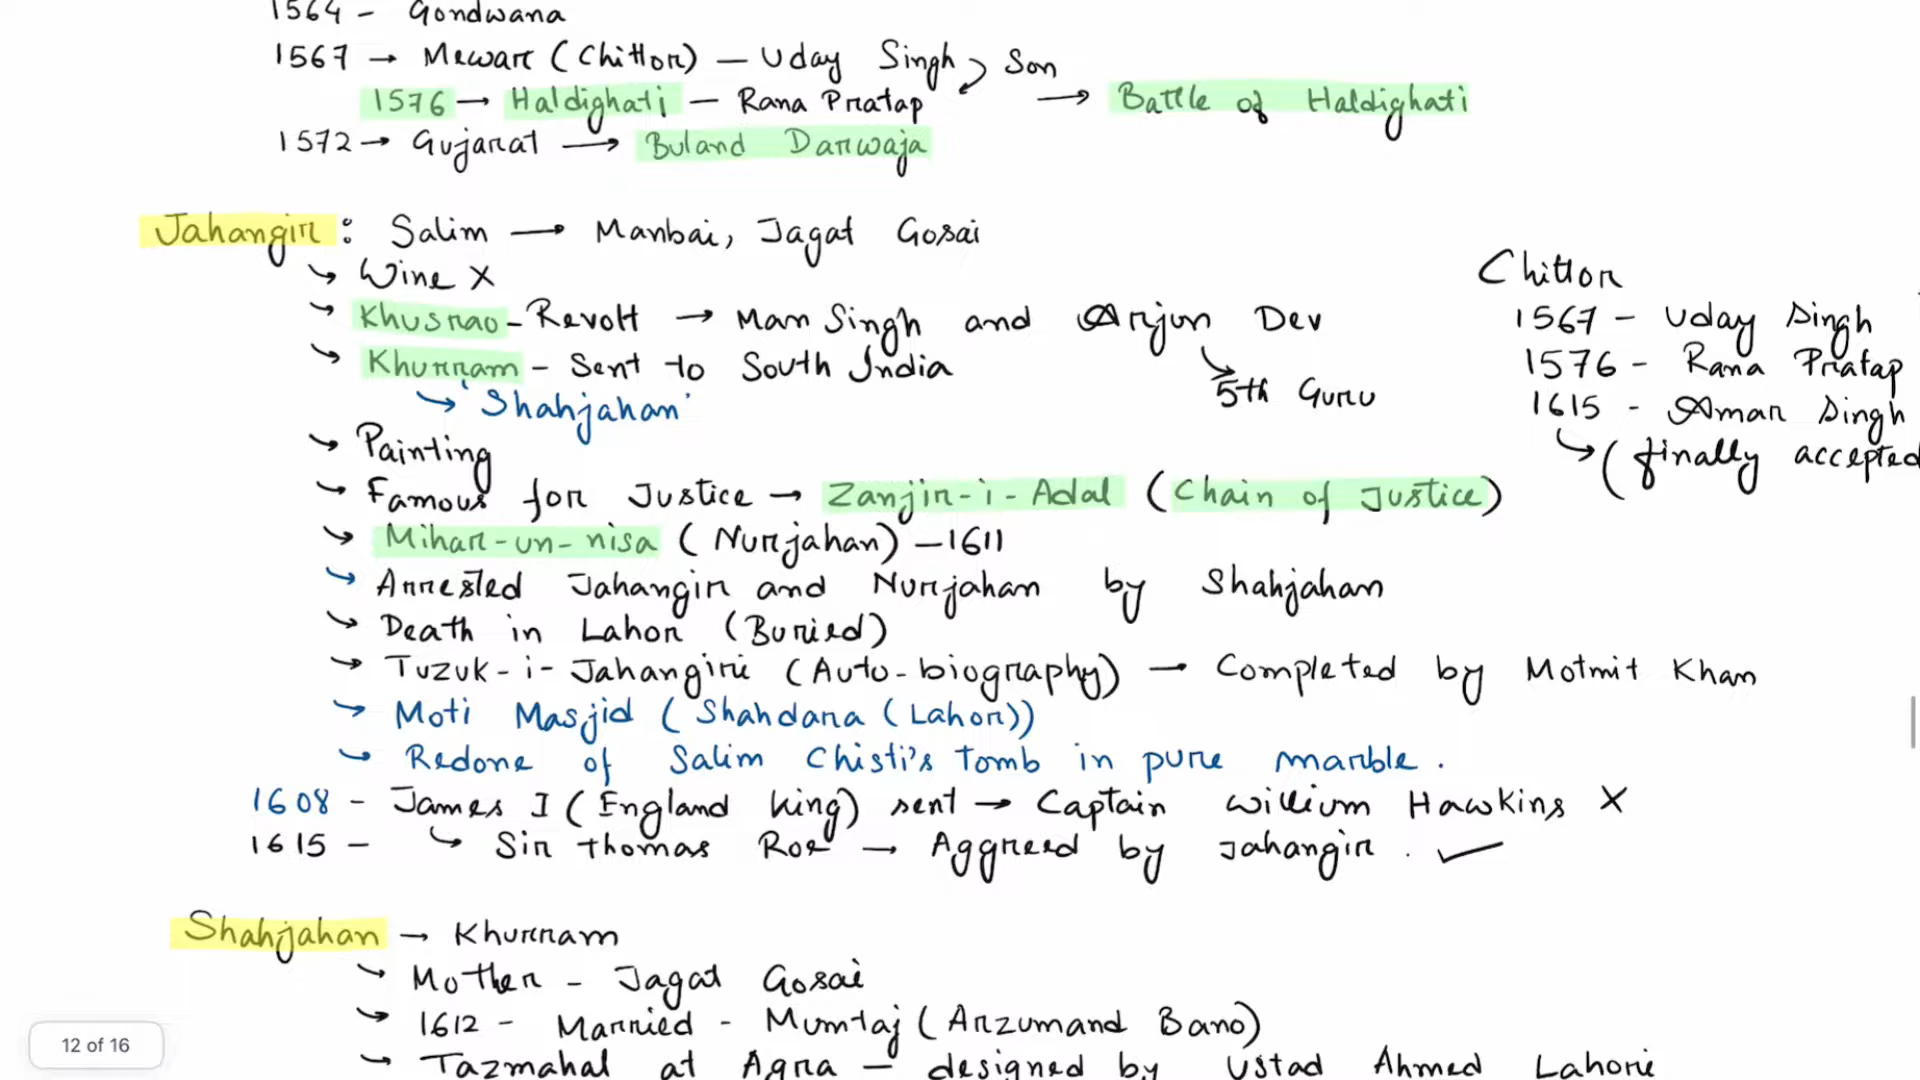 1564 - Gondwana
1567 → Mewar (Chittor) — Uday Singh Son
1576 → Haldighati — Rana Pratap → Battle of Haldighati
1572 → Gujarat → Buland Darwaja
Jahangir : Salim → Manbai, Jagat Gosai
↳ Wine X
↳ Khusrao - Revolt → Man Singh and Arjun Dev
↳ 5th Guru
↳ Khurram - Sent to South India
↳ 'Shahjahan'
↳ Painting
↳ Famous for Justice → Zanjir-i-Adal (Chain of Justice)
↳ Mihar-un-nisa (Nurjahan) - 1611
↳ Arrested Jahangir and Nurjahan by Shahjahan
↳ Death in Lahor (Buried)
↳ Tuzuk-i-Jahangiri (Auto-biography) → Completed by Motmit Khan
↳ Moti Masjid (Shahdara (Lahor))
↳ Redone of Salim Chisti's Tomb in pure marble.
1608 - James I (England king) sent → Captain Willium Hawkins X
1615 - ↳ Sir Thomas Roe → Aggreed by Jahangir. ✓
Chittor
1567 - Uday Singh
1576 - Rana Pratap
1615 - Amar Singh
↳ (finally accepted
Shahjahan → Khurram
↳ Mother - Jagat Gosai
↳ 1612 - Married - Mumtaj (Arzumand Bano)
↳ Tazmahal at Agra — designed by Ustad Ahmed Lahori
12 of 16